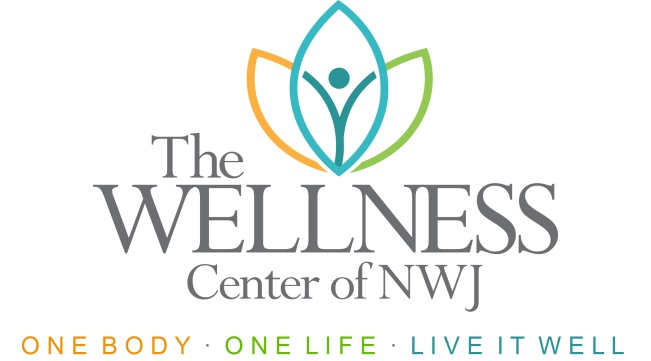 The
WELLNESS
Center of NWJ
ONE BODY · ONE LIFE · LIVE IT WELL